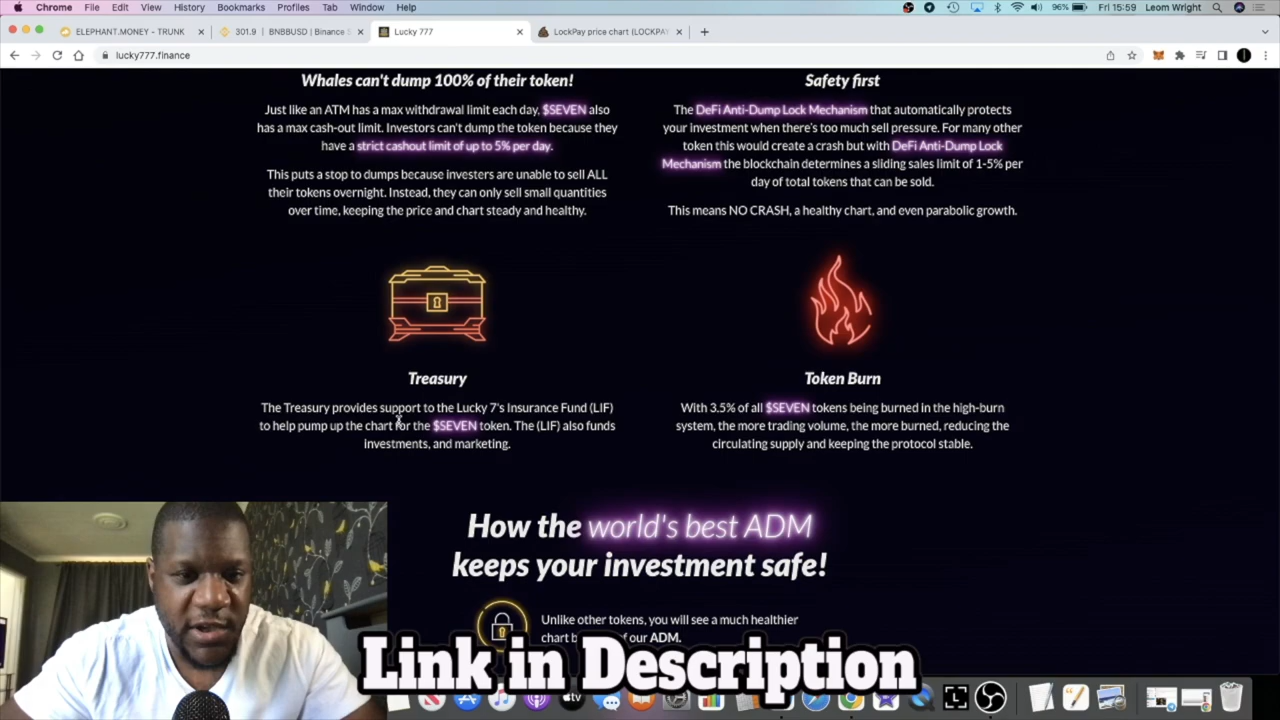 Chrome File Edit View History Bookmarks Profiles Tab Window Help 96% Fri 15:59 Leom Wright
ELEPHANT.MONEY - TRUNK 301.9 | BNBBUSD | Binance Lucky 777 LockPay price chart (LOCKPA
lucky777.finance
Whales can't dump 100% of their token!
Just like an ATM has a max withdrawal limit each day, $SEVEN also
has a max cash-out limit. Investors can't dump the token because they
have a strict cashout limit of up to 5% per day.
This puts a stop to dumps because investors are unable to sell ALL
their tokens overnight. Instead, they can only sell small quantities
over time, keeping the price and chart steady and healthy.
Safety first
The DeFi Anti-Dump Lock Mechanism that automatically protects
your investment when there's too much sell pressure. For many other
token this would create a crash but with DeFi Anti-Dump Lock
Mechanism the blockchain determines a sliding sales limit of 1-5% per
day of total tokens that can be sold.
This means NO CRASH, a healthy chart, and even parabolic growth.
Treasury
The Treasury provides support to the Lucky 7's Insurance Fund (LIF)
to help pump up the chart for the $SEVEN token. The (LIF) also funds
investments, and marketing.
Token Burn
With 3.5% of all $SEVEN tokens being burned in the high-burn
system, the more trading volume, the more burned, reducing the
circulating supply and keeping the protocol stable.
How the world's best ADM
keeps your investment safe!
Unlike other tokens, you will see a much healthier
chart b of our ADM.
Link in Description
tv